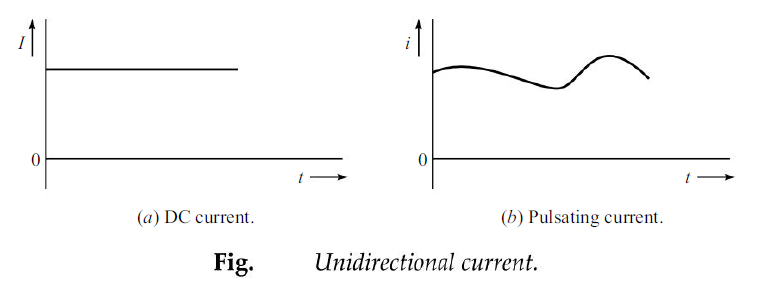 I
0
t
(a) DC current.
i
0
t
(b) Pulsating current.
Fig. Unidirectional current.